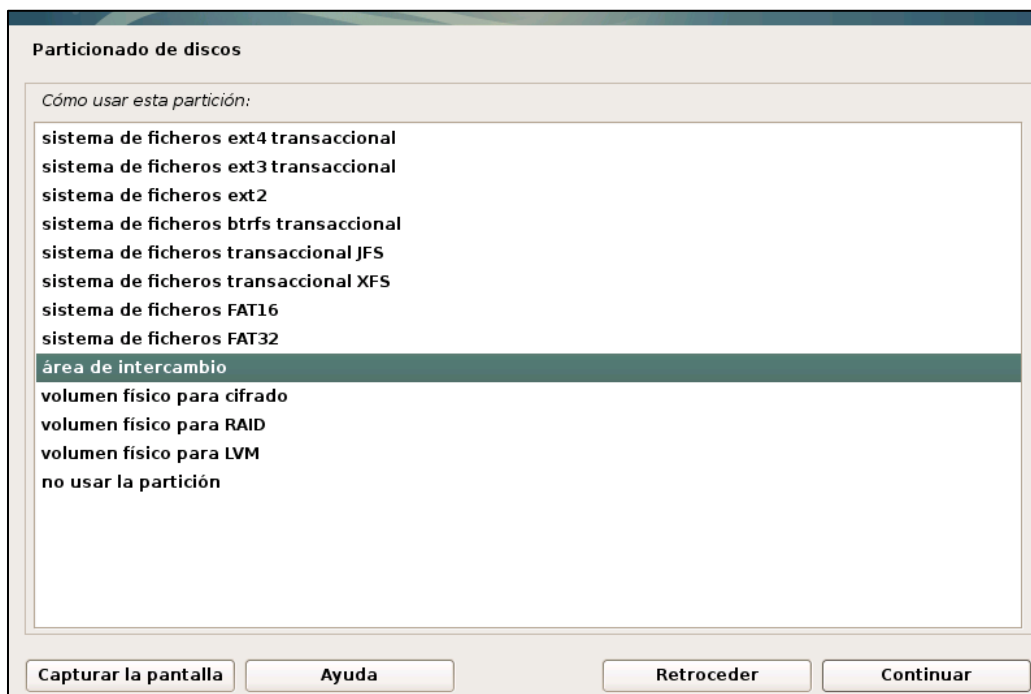 Particionado de discos
Cómo usar esta partición:
sistema de ficheros ext4 transaccional
sistema de ficheros ext3 transaccional
sistema de ficheros ext2
sistema de ficheros btrfs transaccional
sistema de ficheros transaccional JFS
sistema de ficheros transaccional XFS
sistema de ficheros FAT16
sistema de ficheros FAT32
área de intercambio
volumen físico para cifrado
volumen físico para RAID
volumen físico para LVM
no usar la partición
Capturar la pantalla Ayuda Retroceder Continuar